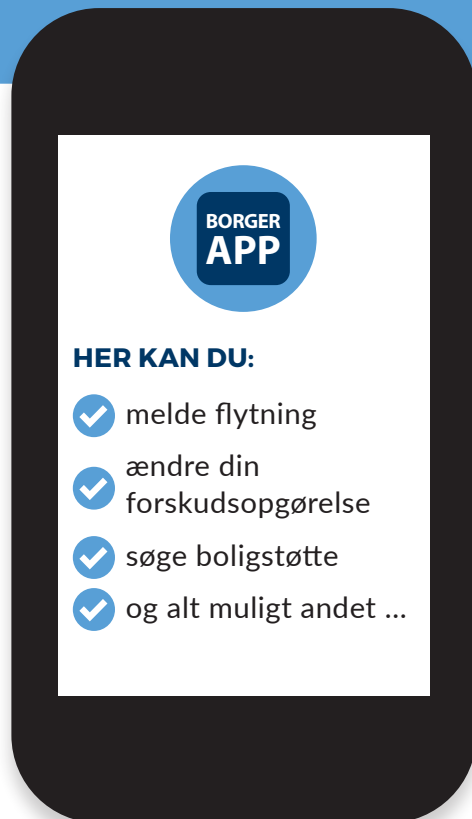 BORGER
APP
HER KAN DU:
melde flytning
ændre din
forskudsopgørelse
søge boligstøtte
og alt muligt andet ...